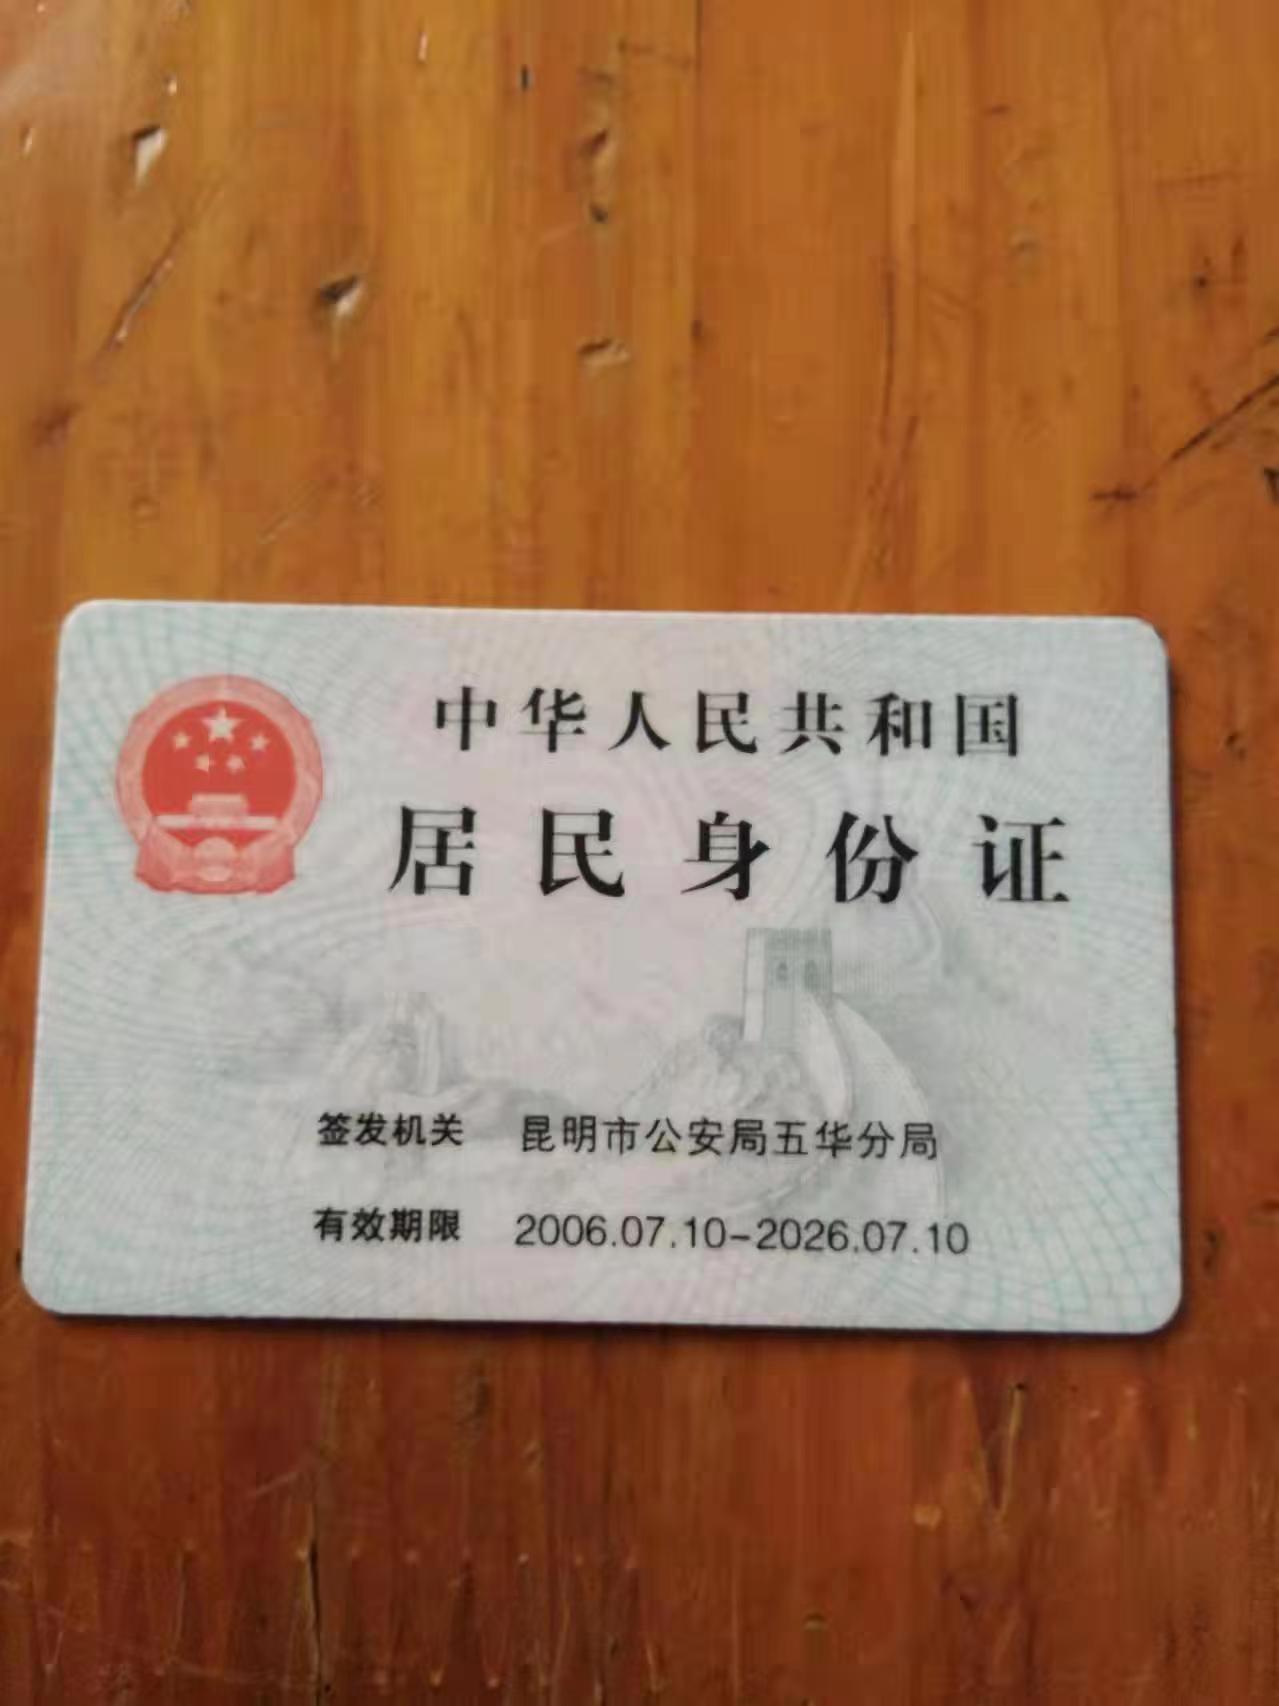 中华人民共和国
居民身份证
签发机关 昆明市公安局五华分局
有效期限 2006.07.10-2026.07.10